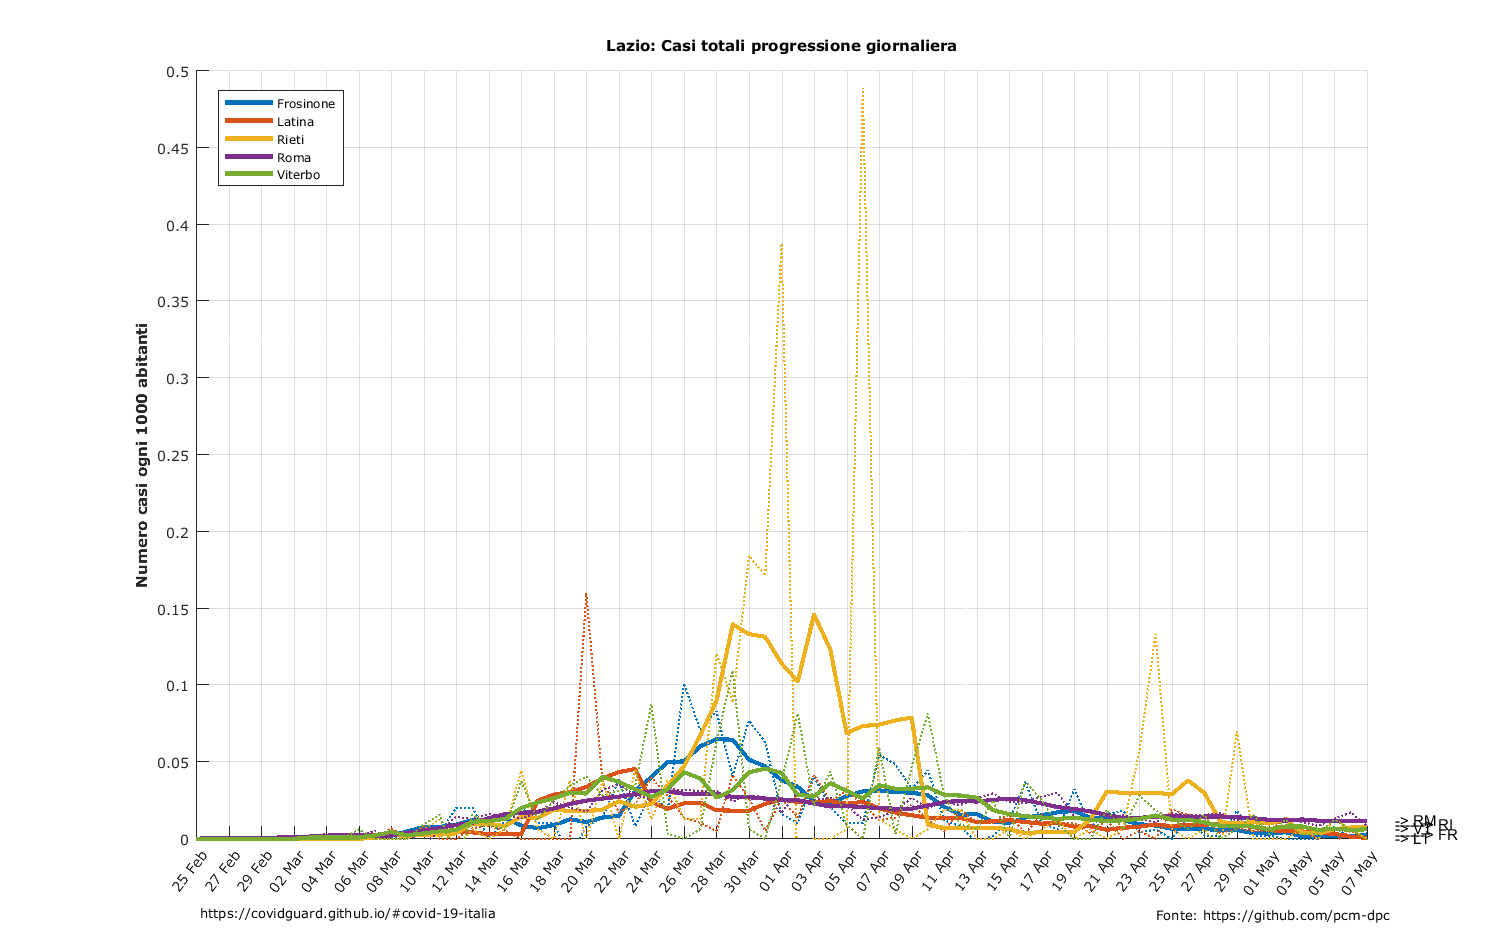 Lazio: Casi totali progressione giornaliera
Numero casi ogni 1000 abitanti
0.5
0.45
0.4
0.35
0.3
0.25
0.2
0.15
0.1
0.05
0
Frosinone
Latina
Rieti
Roma
Viterbo
25 Feb
27 Feb
29 Feb
02 Mar
04 Mar
06 Mar
08 Mar
10 Mar
12 Mar
14 Mar
16 Mar
18 Mar
20 Mar
22 Mar
24 Mar
26 Mar
28 Mar
30 Mar
01 Apr
03 Apr
05 Apr
07 Apr
09 Apr
11 Apr
13 Apr
15 Apr
17 Apr
19 Apr
21 Apr
23 Apr
25 Apr
27 Apr
29 Apr
01 May
03 May
05 May
07 May
-> RM
-> RI
-> VT
-> FR
-> LT
https://covidguard.github.io/#covid-19-italia
Fonte: https://github.com/pcm-dpc